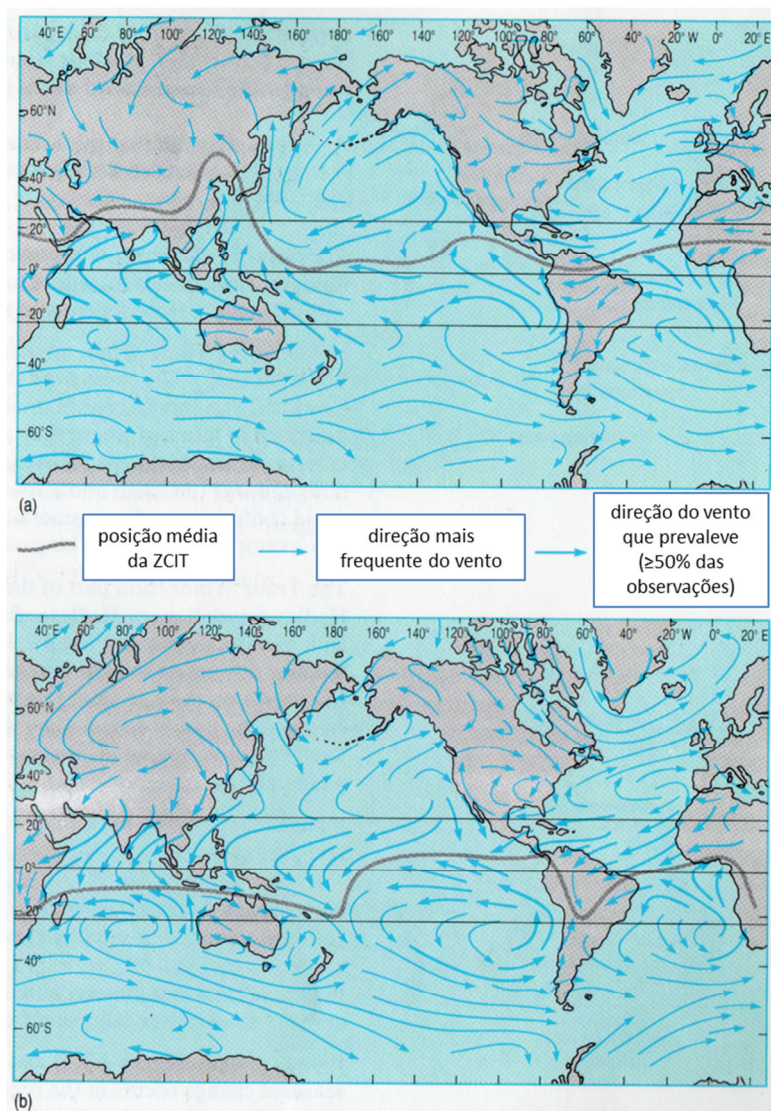 40°E 60° 80° 100° 120° 140° 160° 180° 160° 140° 120° 100° 80° 60° 40° 20°W 0° 20°E
60°N
40°
20°
0°
20°
40°
60°S
(a)
posição média
da ZCIT
direção mais
frequente do vento
direção do vento
que prevaleve
(≥50% das
observações)
40°E 60° 80° 100° 120° 140° 160° 180° 160° 140° 120° 100° 80° 60° 40° 20°W 0° 20°E
60°N
40°
20°
0°
20°
40°
60°S
(b)